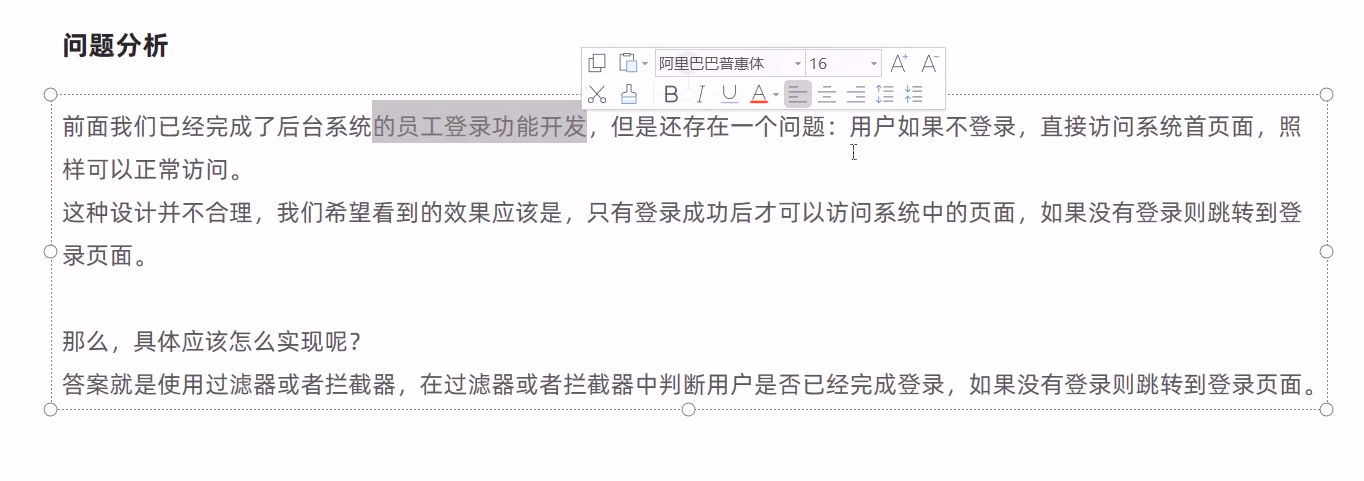 问题分析
阿里巴巴普惠体 16 A+ A-
B I U A
前面我们已经完成了后台系统的员工登录功能开发，但是还存在一个问题：用户如果不登录，直接访问系统首页面，照
样可以正常访问。
这种设计并不合理，我们希望看到的效果应该是，只有登录成功后才可以访问系统中的页面，如果没有登录则跳转到登
录页面。
那么，具体应该怎么实现呢？
答案就是使用过滤器或者拦截器，在过滤器或者拦截器中判断用户是否已经完成登录，如果没有登录则跳转到登录页面。